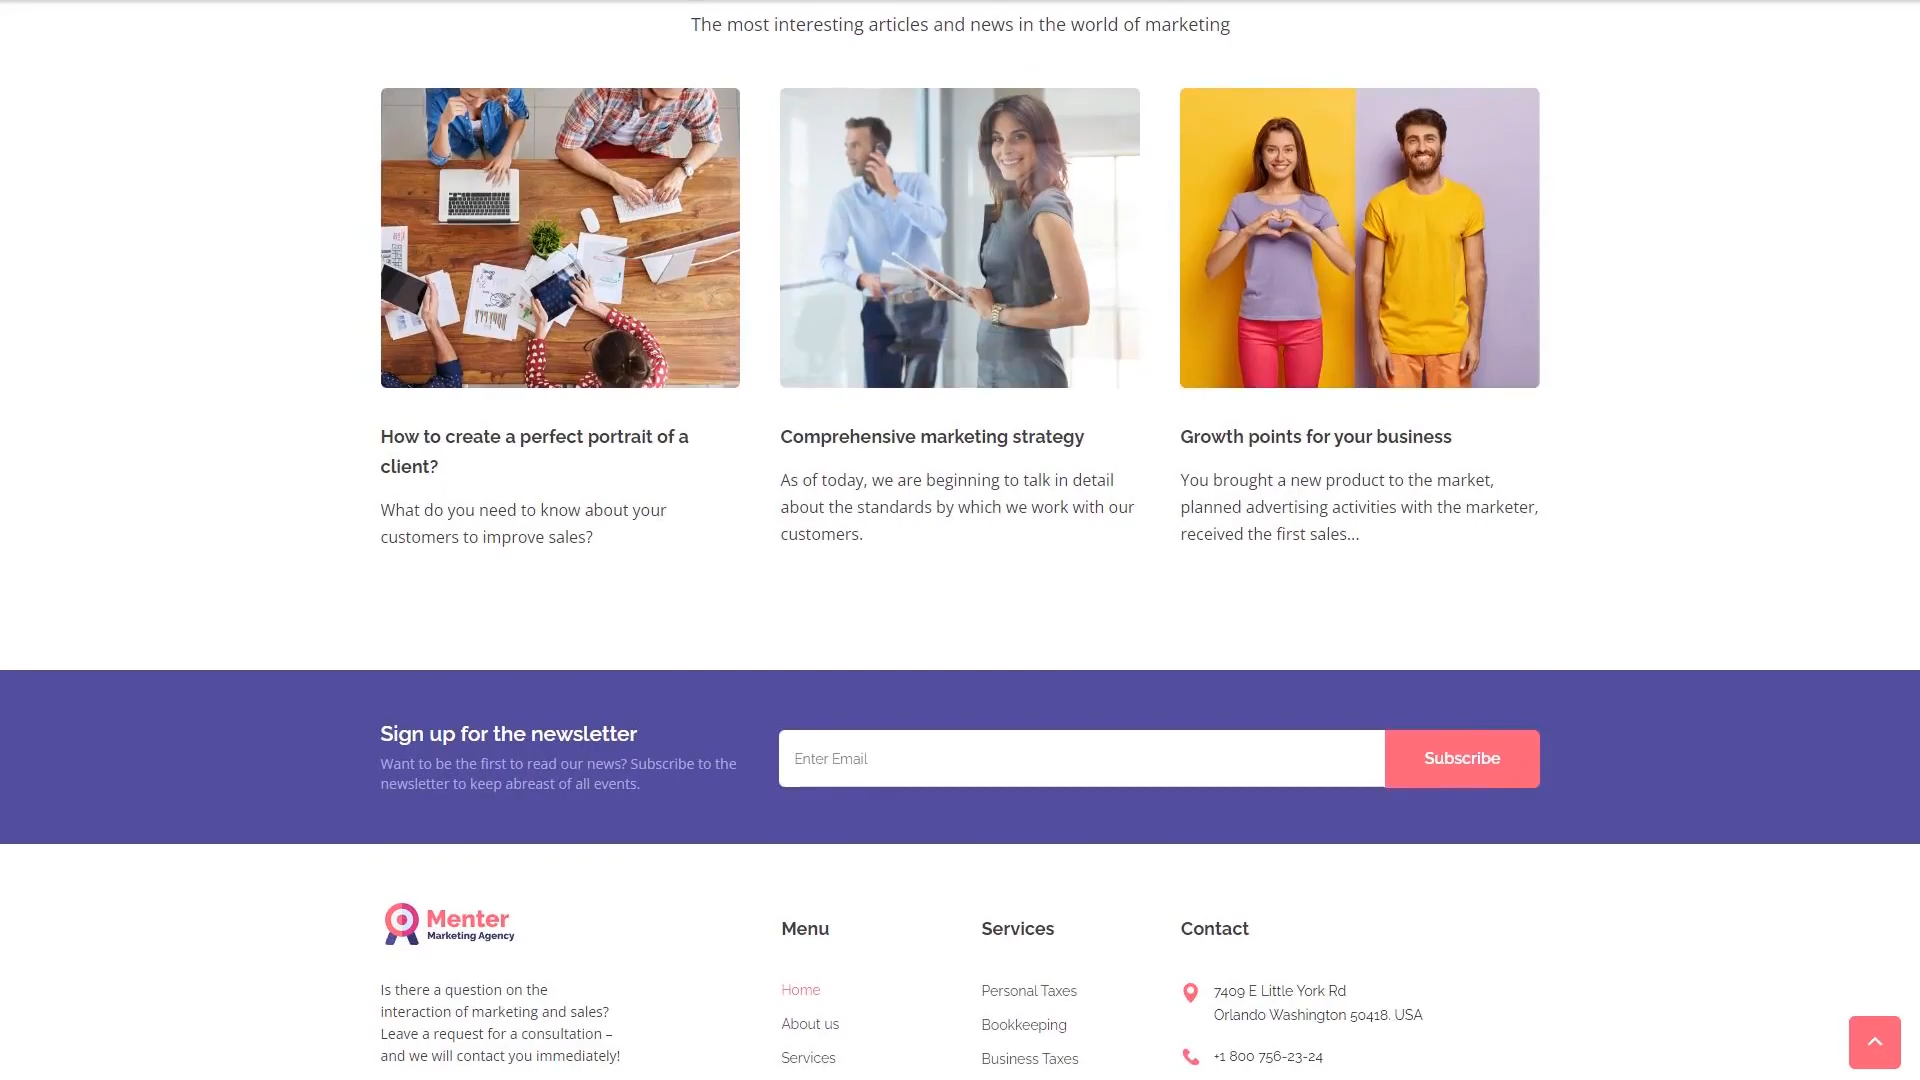 The most interesting articles and news in the world of marketing
How to create a perfect portrait of a
client?
What do you need to know about your
customers to improve sales?
Comprehensive marketing strategy
As of today, we are beginning to talk in detail
about the standards by which we work with our
customers.
Growth points for your business
You brought a new product to the market,
planned advertising activities with the marketer,
received the first sales...
Sign up for the newsletter
Want to be the first to read our news? Subscribe to the
newsletter to keep abreast of all events.
Enter Email
Subscribe
Menter
Marketing Agency
Is there a question on the
interaction of marketing and sales?
Leave a request for a consultation –
and we will contact you immediately!
Menu
Home
About us
Services
Services
Personal Taxes
Bookkeeping
Business Taxes
Contact
7409 E Little York Rd
Orlando Washington 50418. USA
+1 800 756-23-24